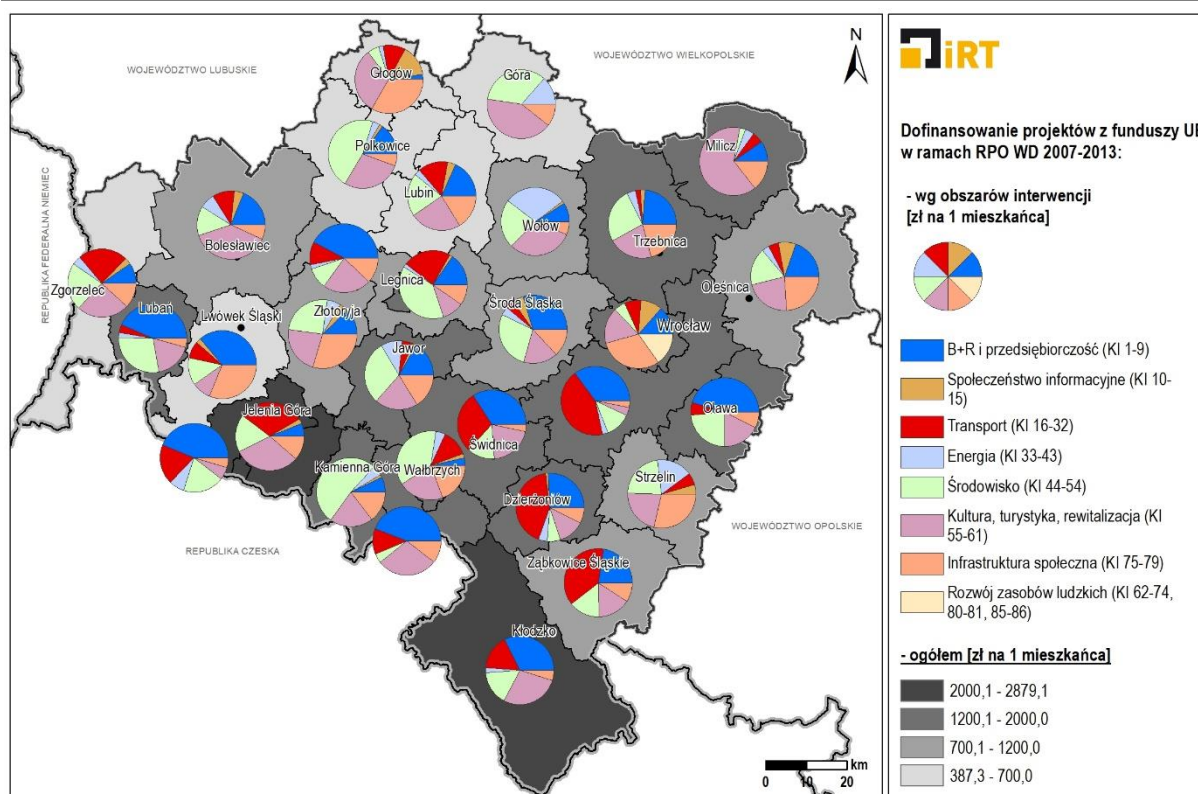 WOJEWÓDZTWO LUBUSKIE
WOJEWÓDZTWO WIELKOPOLSKIE
N
Głogów
Góra
Polkowice
Milicz
Lubin
REPUBLIKA FEDERALNA NIEMIEC
Bolesławiec
Wołów
Trzebnica
Zgorzelec
Legnica
Oleśnica
Lubań
Lwówek Śląski
Złotoryja
Środa Śląska
Wrocław
Jawor
Jelenia Góra
Świdnica
Oława
Kamienna Góra
Wałbrzych
Dzierżoniów
Strzelin
REPUBLIKA CZESKA
WOJEWÓDZTWO OPOLSKIE
Ząbkowice Śląskie
Kłodzko
km
0 10 20
iRT
Dofinansowanie projektów z funduszy UE
w ramach RPO WD 2007-2013:
- wg obszarów interwencji
[zł na 1 mieszkańca]
B+R i przedsiębiorczość (KI 1-9)
Społeczeństwo informacyjne (KI 10-
15)
Transport (KI 16-32)
Energia (KI 33-43)
Środowisko (KI 44-54)
Kultura, turystyka, rewitalizacja (KI
55-61)
Infrastruktura społeczna (KI 75-79)
Rozwój zasobów ludzkich (KI 62-74,
80-81, 85-86)
- ogółem [zł na 1 mieszkańca]
2000,1 - 2879,1
1200,1 - 2000,0
700,1 - 1200,0
387,3 - 700,0